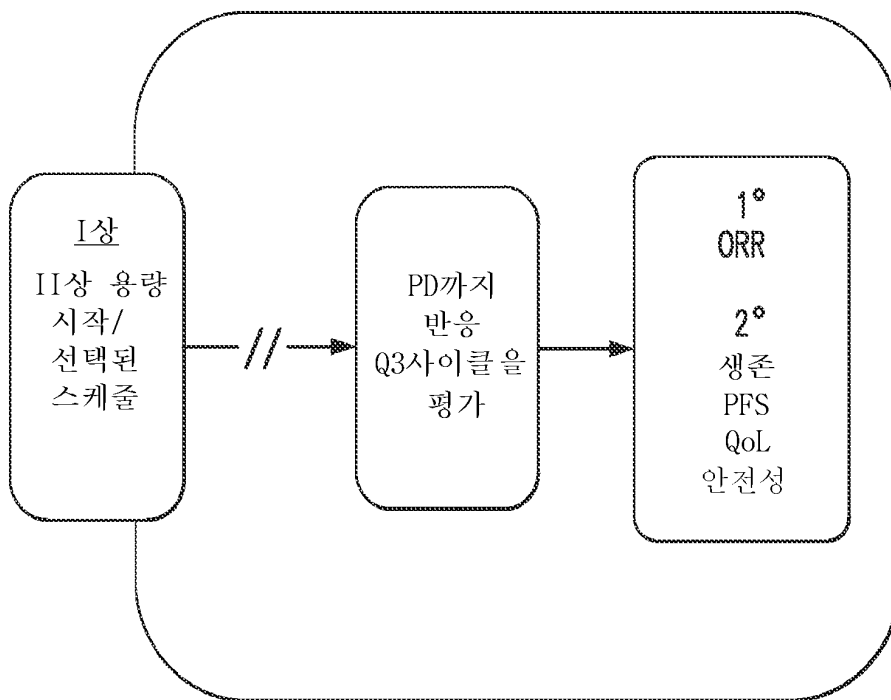 I상
II상 용량
시작/
선택된
스케줄
PD까지
반응
Q3사이클을
평가
1°
ORR
2°
생존
PFS
QoL
안전성